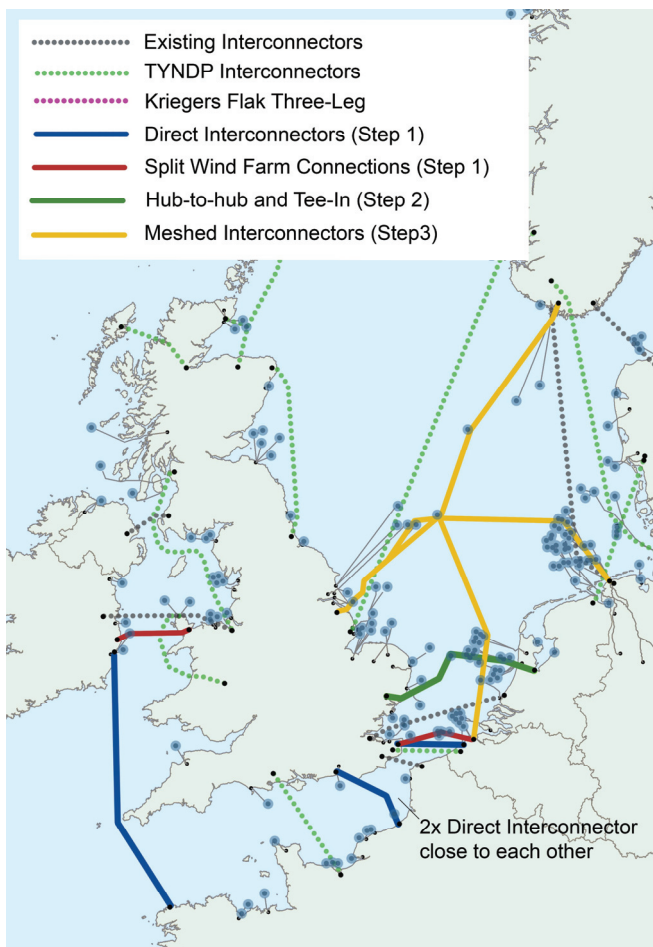 Existing Interconnectors
TYNDP Interconnectors
Kriegers Flak Three-Leg
Direct Interconnectors (Step 1)
Split Wind Farm Connections (Step 1)
Hub-to-hub and Tee-In (Step 2)
Meshed Interconnectors (Step3)
2x Direct Interconnector
close to each other